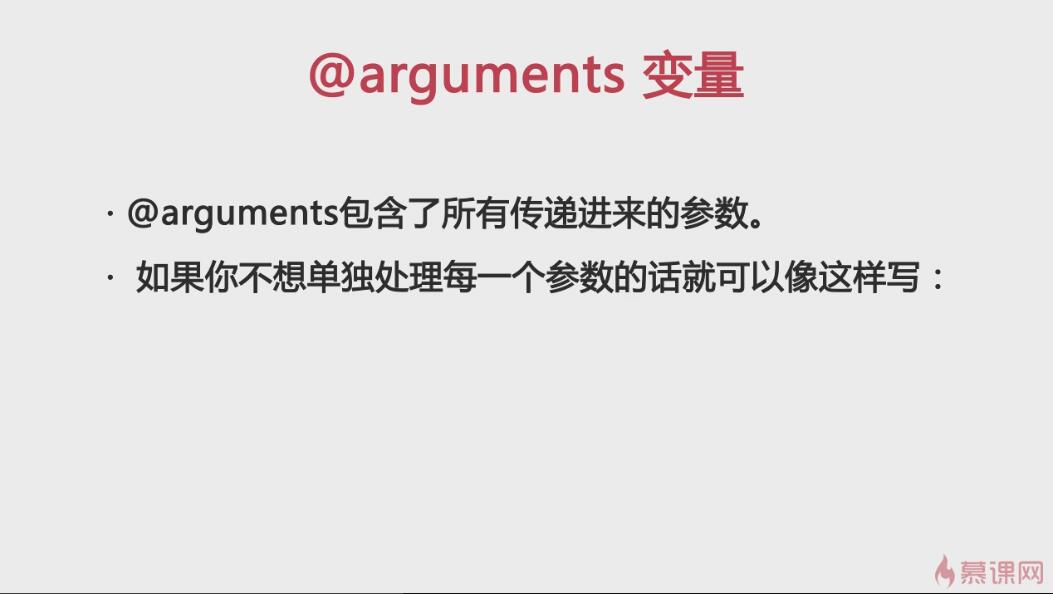 @arguments 变量
· @arguments包含了所有传递进来的参数。
· 如果你不想单独处理每一个参数的话就可以像这样写：
慕课网